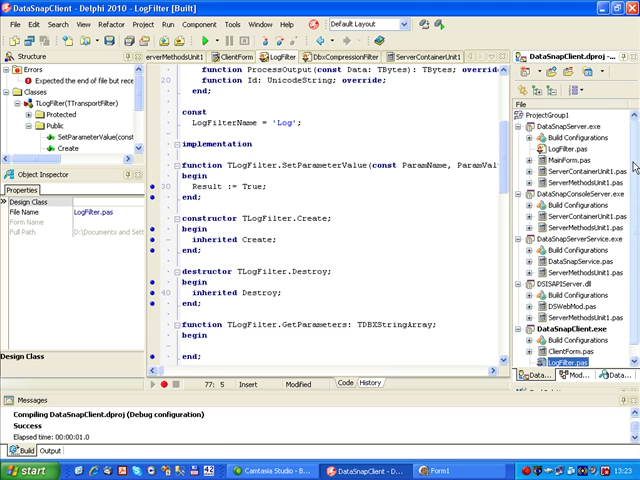 DataSnapClient - Delphi 2010 - LogFilter [Built]
File Edit Search View Refactor Project Run Component Tools Window Help
Default Layout
Structure
Errors
Expected the end of file but rece
Classes
TLogFilter(TTransportFilter)
Protected
Public
SetParameterValue(const
Create
Object Inspector
Properties
Design Class
File Name LogFilter.pas
Form Name
Full Path D:\Documents and Sett
Design Class
erverMethodsUnit1 ClientForm LogFilter DbxCompressionFilter ServerContainerUnit1
function ProcessOutput(const Data: TBytes): TBytes; overrid
20 function Id: UnicodeString; override;
end;
const
LogFilterName = 'Log';
implementation
function TLogFilter.SetParameterValue(const ParamName, ParamVal
begin
30 Result := True;
end;
constructor TLogFilter.Create;
begin
inherited Create;
end;
destructor TLogFilter.Destroy;
begin
40 inherited Destroy;
end;
function TLogFilter.GetParameters: TDBXStringArray;
begin
end;
77: 5 Insert Modified Code History
DataSnapClient.dproj - P...
File
ProjectGroup1
DataSnapServer.exe
Build Configurations
LogFilter.pas
MainForm.pas
ServerContainerUnit1.pas
ServerMethodsUnit1.pas
DataSnapConsoleServer.exe
Build Configurations
ServerContainerUnit1.pas
ServerMethodsUnit1.pas
DataSnapServerService.exe
Build Configurations
DataSnapService.pas
ServerMethodsUnit1.pas
DSISAPIServer.dll
Build Configurations
DSWebMod.pas
ServerMethodsUnit1.pas
DataSnapClient.exe
Build Configurations
ClientForm.pas
LogFilter.pas
Data... Mod... Data...
Messages
Compiling DataSnapClient.dproj (Debug configuration)
Success
Elapsed time: 00:00:01.0
Build Output
start
Camtasia Studio - B...
DataSnapClient - D...
Form1
13:23